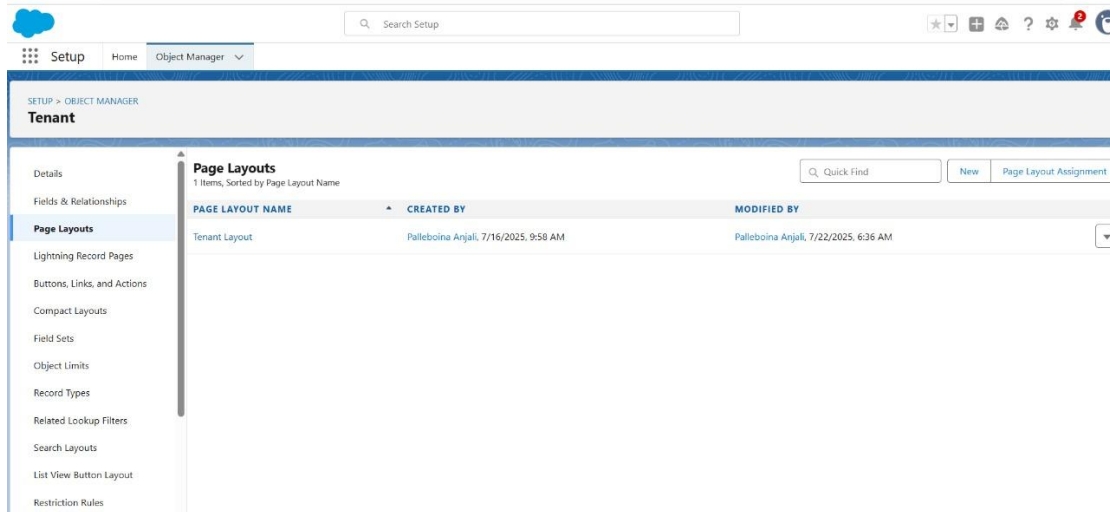 Search Setup
2
Setup Home Object Manager
SETUP > OBJECT MANAGER
Tenant
Details
Fields & Relationships
Page Layouts
Lightning Record Pages
Buttons, Links, and Actions
Compact Layouts
Field Sets
Object Limits
Record Types
Related Lookup Filters
Search Layouts
List View Button Layout
Restriction Rules
Page Layouts
1 Items, Sorted by Page Layout Name
Quick Find New Page Layout Assignment
PAGE LAYOUT NAME CREATED BY MODIFIED BY
Tenant Layout Palleboina Anjali, 7/16/2025, 9:58 AM Palleboina Anjali, 7/22/2025, 6:36 AM